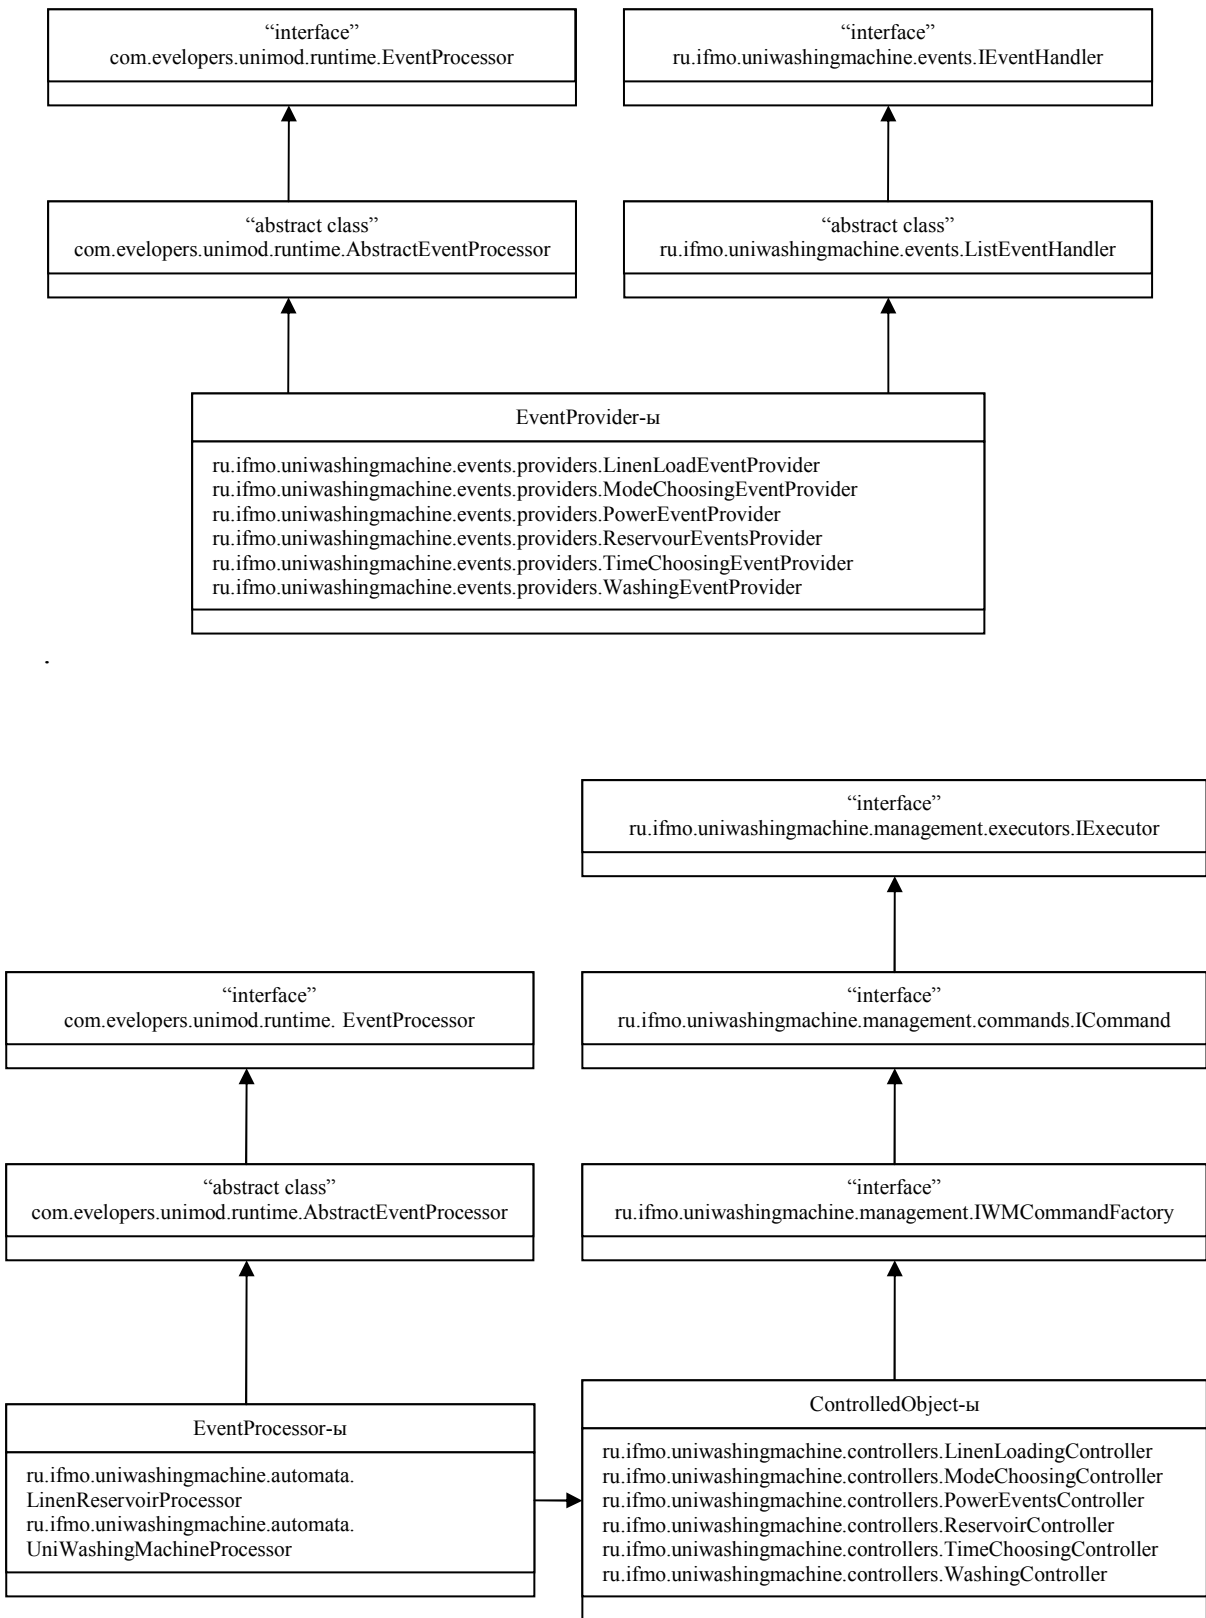 “interface”
com.evelopers.unimod.runtime.EventProcessor
“interface”
ru.ifmo.uniwashingmachine.events.IEventHandler
“abstract class”
com.evelopers.unimod.runtime.AbstractEventProcessor
“abstract class”
ru.ifmo.uniwashingmachine.events.ListEventHandler
EventProvider-ы
ru.ifmo.uniwashingmachine.events.providers.LinenLoadEventProvider
ru.ifmo.uniwashingmachine.events.providers.ModeChoosingEventProvider
ru.ifmo.uniwashingmachine.events.providers.PowerEventProvider
ru.ifmo.uniwashingmachine.events.providers.ReservourEventsProvider
ru.ifmo.uniwashingmachine.events.providers.TimeChoosingEventProvider
ru.ifmo.uniwashingmachine.events.providers.WashingEventProvider
.
“interface”
ru.ifmo.uniwashingmachine.management.executors.IExecutor
“interface”
com.evelopers.unimod.runtime. EventProcessor
“interface”
ru.ifmo.uniwashingmachine.management.commands.ICommand
“abstract class”
com.evelopers.unimod.runtime.AbstractEventProcessor
“interface”
ru.ifmo.uniwashingmachine.management.IWMCommandFactory
EventProcessor-ы
ru.ifmo.uniwashingmachine.automata.
LinenReservoirProcessor
ru.ifmo.uniwashingmachine.automata.
UniWashingMachineProcessor
ControlledObject-ы
ru.ifmo.uniwashingmachine.controllers.LinenLoadingController
ru.ifmo.uniwashingmachine.controllers.ModeChoosingController
ru.ifmo.uniwashingmachine.controllers.PowerEventsController
ru.ifmo.uniwashingmachine.controllers.ReservoirController
ru.ifmo.uniwashingmachine.controllers.TimeChoosingController
ru.ifmo.uniwashingmachine.controllers.WashingController